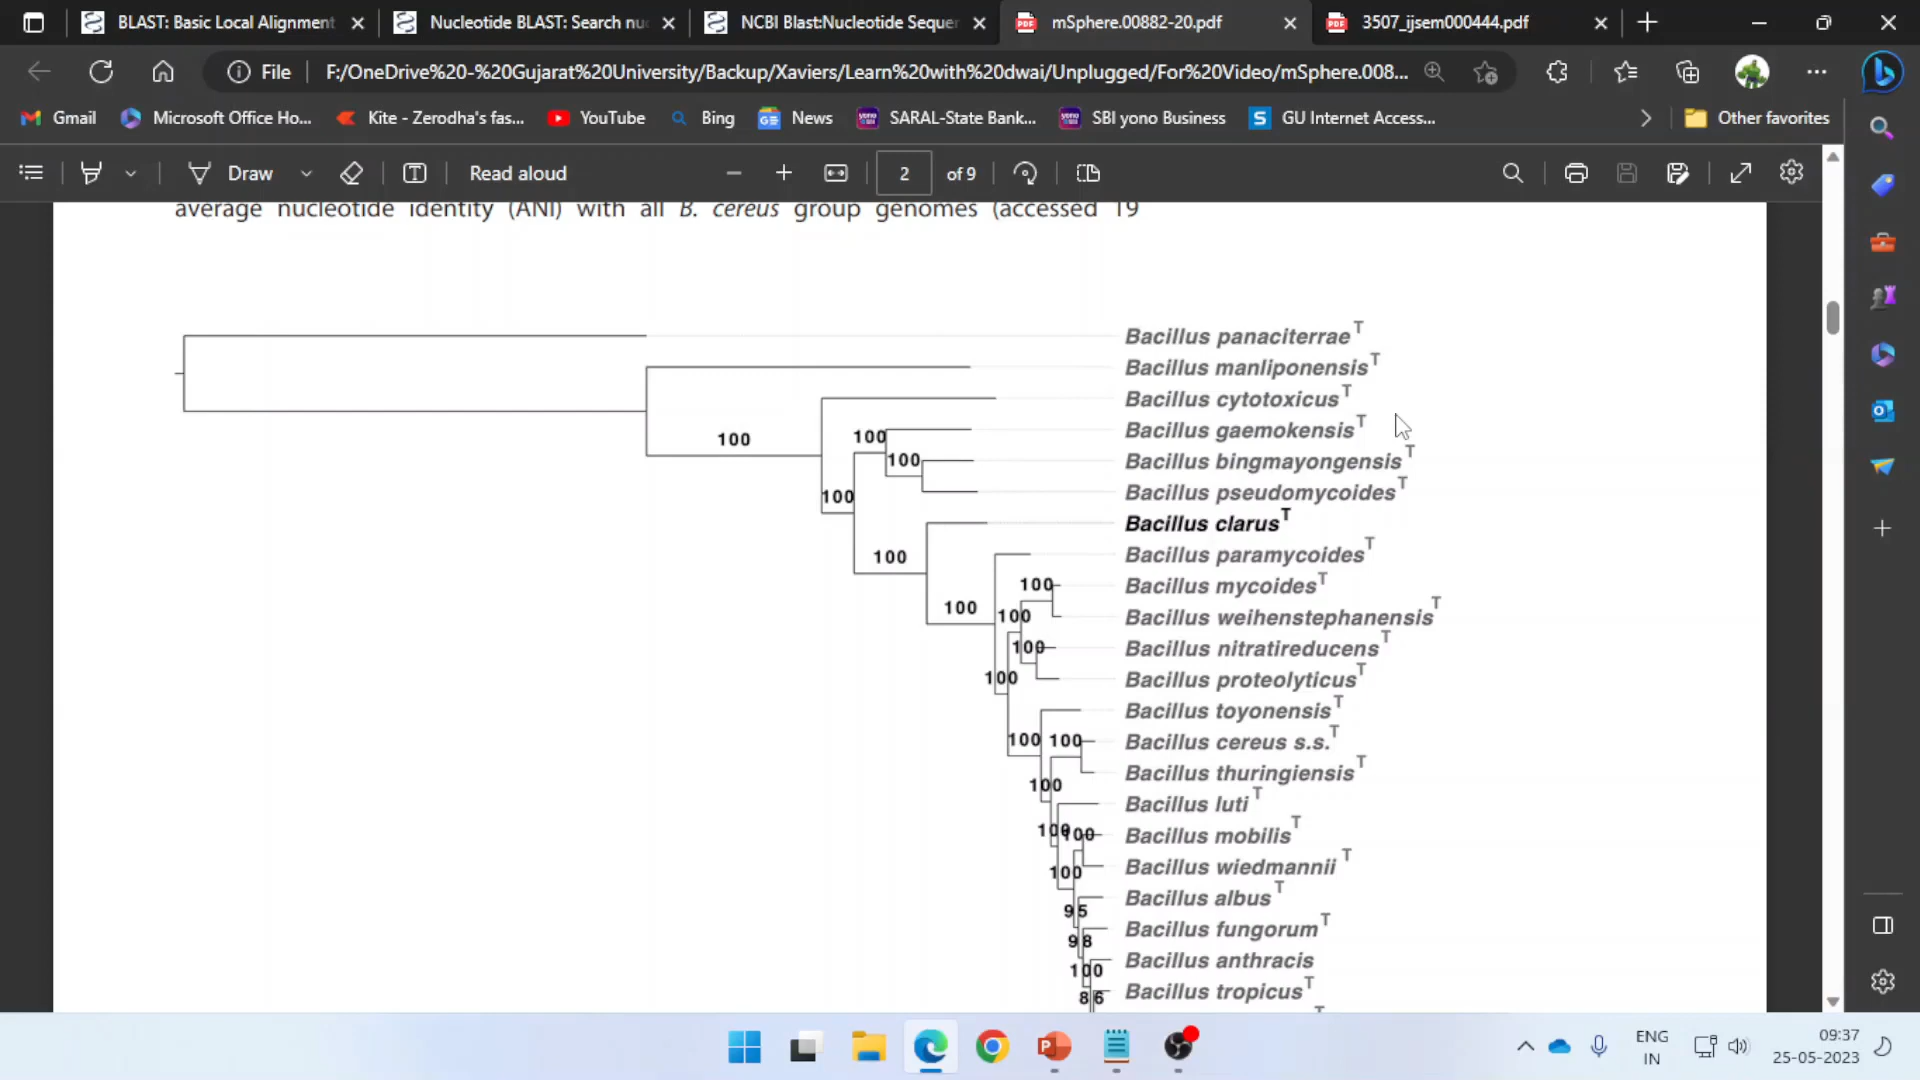 BLAST: Basic Local Alignment
Nucleotide BLAST: Search nu
NCBI Blast:Nucleotide Sequer
mSphere.00882-20.pdf
3507_ijsem000444.pdf
File
F:/OneDrive%20-%20Gujarat%20University/Backup/Xaviers/Learn%20with%20dwai/Unplugged/For%20Video/mSphere.008...
Gmail
Microsoft Office Ho...
Kite - Zerodha's fas...
YouTube
Bing
News
SARAL-State Bank...
SBI yono Business
GU Internet Access...
Other favorites
Draw
Read aloud
2 of 9
average nucleotide identity (ANI) with all B. cereus group genomes (accessed 19
Bacillus panaciterrae T
Bacillus manliponensis T
Bacillus cytotoxicus T
100
100
Bacillus gaemokensis T
100
Bacillus bingmayongensis T
100
Bacillus pseudomycoides T
Bacillus clarus T
100
Bacillus paramycoides T
100
Bacillus mycoides T
100
100
Bacillus weihenstephanensis T
100
Bacillus nitratireducens T
100
Bacillus proteolyticus T
Bacillus toyonensis T
100
100
Bacillus cereus s.s. T
Bacillus thuringiensis T
100
Bacillus luti T
100
100
Bacillus mobilis T
100
Bacillus wiedmannii T
Bacillus albus T
95
Bacillus fungorum T
98
Bacillus anthracis
100
Bacillus tropicus T
86
ENG
IN
09:37
25-05-2023